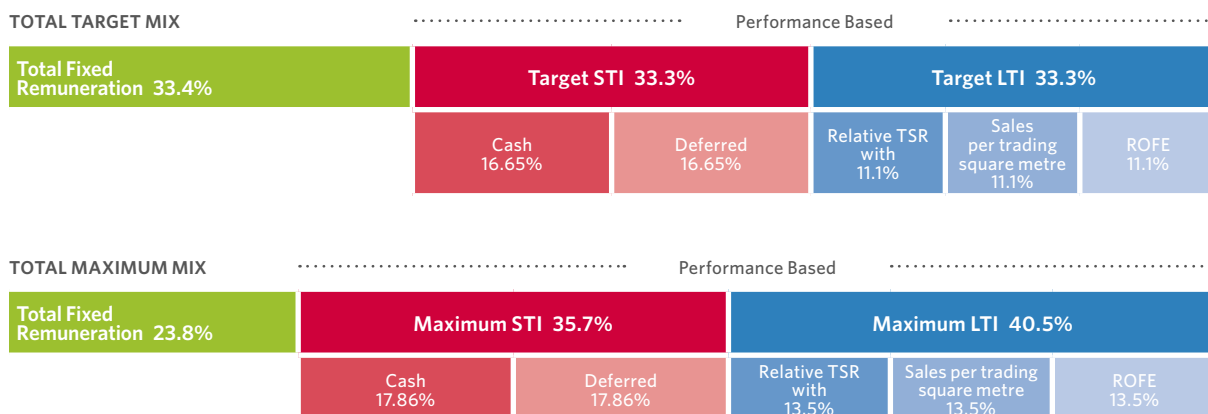 TOTAL TARGET MIX
Performance Based
Total Fixed
Remuneration 33.4%
Target STI 33.3%
Target LTI 33.3%
Cash
16.65%
Deferred
16.65%
Relative TSR
with
11.1%
Sales
per trading
square metre
11.1%
ROFE
11.1%
TOTAL MAXIMUM MIX
Performance Based
Total Fixed
Remuneration 23.8%
Maximum STI 35.7%
Maximum LTI 40.5%
Cash
17.86%
Deferred
17.86%
Relative TSR
with
13.5%
Sales per trading
square metre
13.5%
ROFE
13.5%